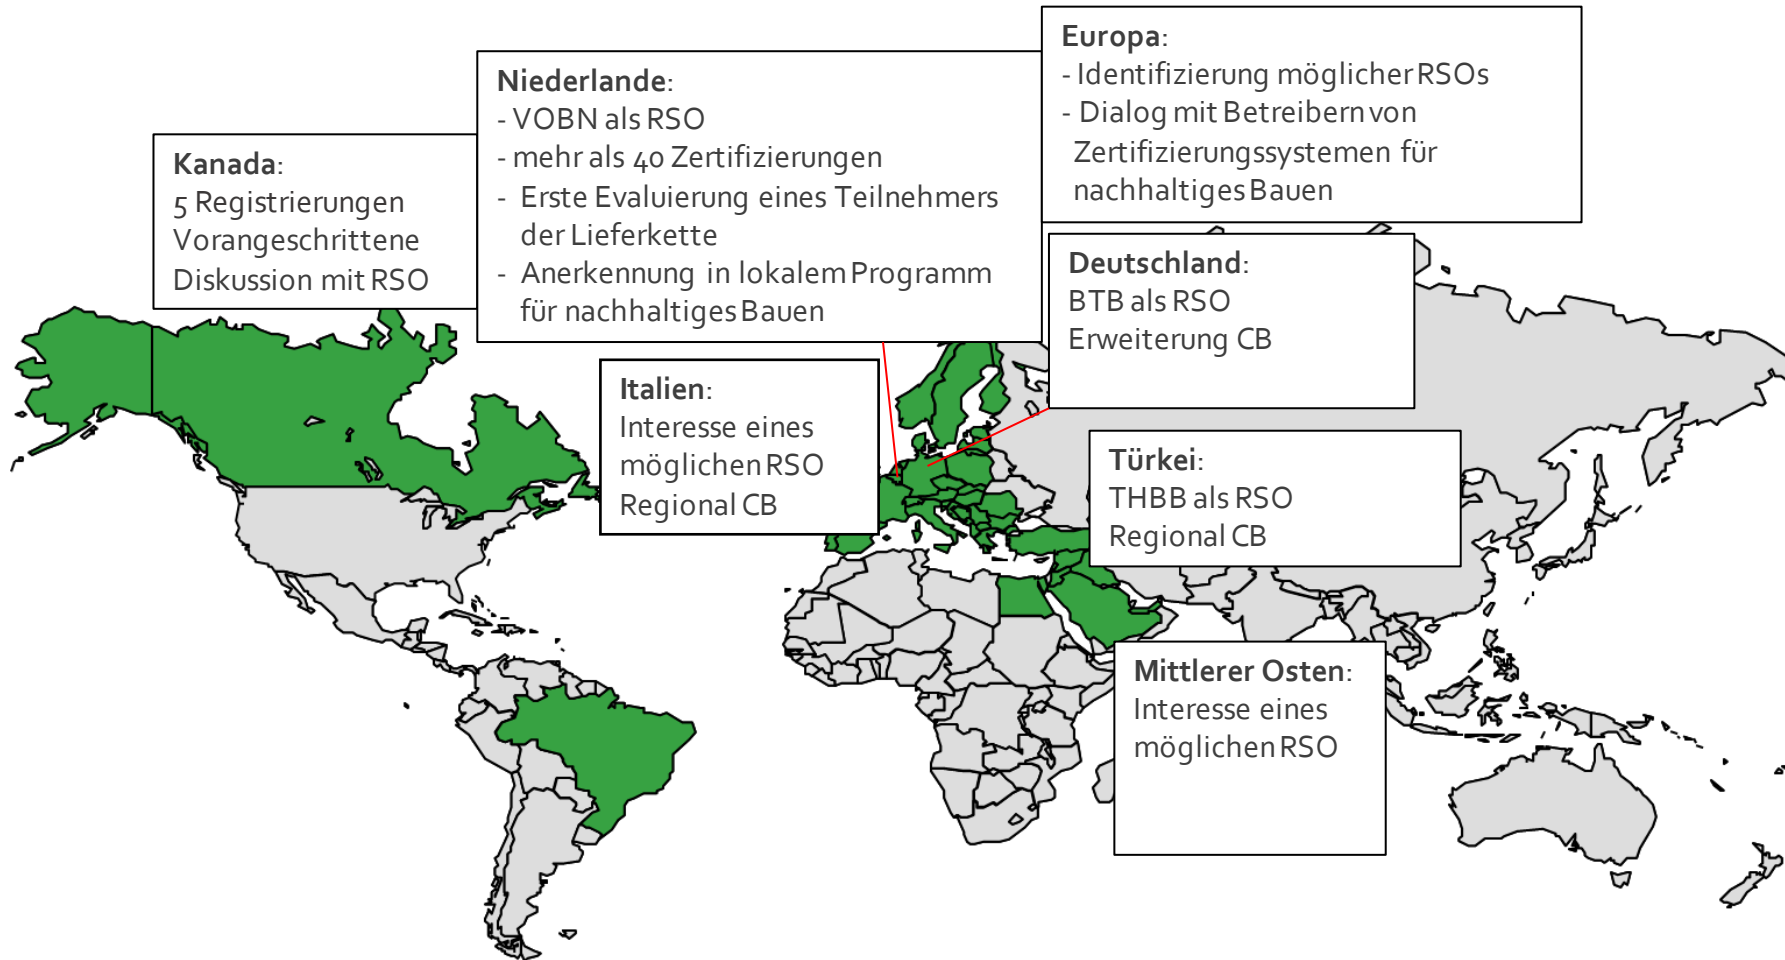 Europa:
- Identifizierung möglicher RSOs
- Dialog mit Betreibern von
Zertifizierungssystemen für
nachhaltiges Bauen
Niederlande:
- VOBN als RSO
- mehr als 40 Zertifizierungen
- Erste Evaluierung eines Teilnehmers
der Lieferkette
- Anerkennung in lokalem Programm
für nachhaltiges Bauen
Kanada:
5 Registrierungen
Vorangeschrittene
Diskussion mit RSO
Deutschland:
BTB als RSO
Erweiterung CB
Italien:
Interesse eines
möglichen RSO
Regional CB
Türkei:
THBB als RSO
Regional CB
Mittlerer Osten:
Interesse eines
möglichen RSO